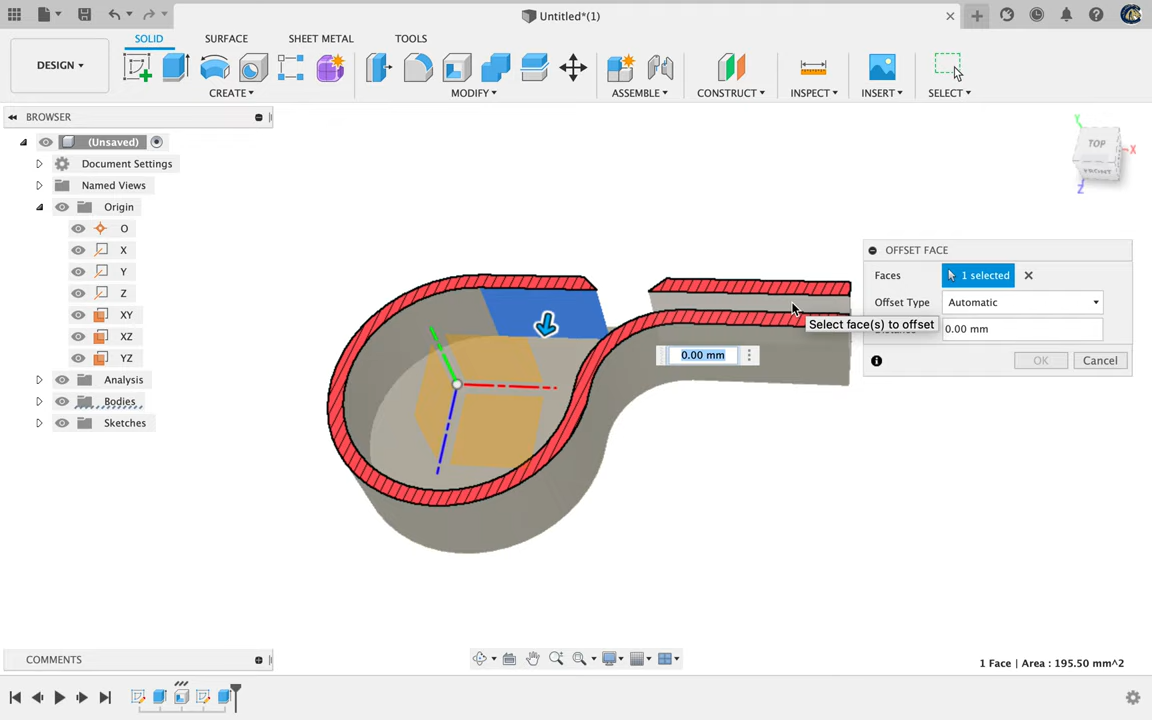 Untitled*(1)
SOLID SURFACE SHEET METAL TOOLS
DESIGN ▾
CREATE ▾ MODIFY ▾ ASSEMBLE ▾ CONSTRUCT ▾ INSPECT ▾ INSERT ▾ SELECT ▾
BROWSER
(Unsaved)
Document Settings
Named Views
Origin
O
X
Y
Z
XY
XZ
YZ
Analysis
Bodies
Sketches
Y
TOP
X
FRONT
Z
OFFSET FACE
Faces 1 selected
Offset Type Automatic
0.00 mm
OK Cancel
Select face(s) to offset
0.00 mm
COMMENTS
1 Face | Area : 195.50 mm^2